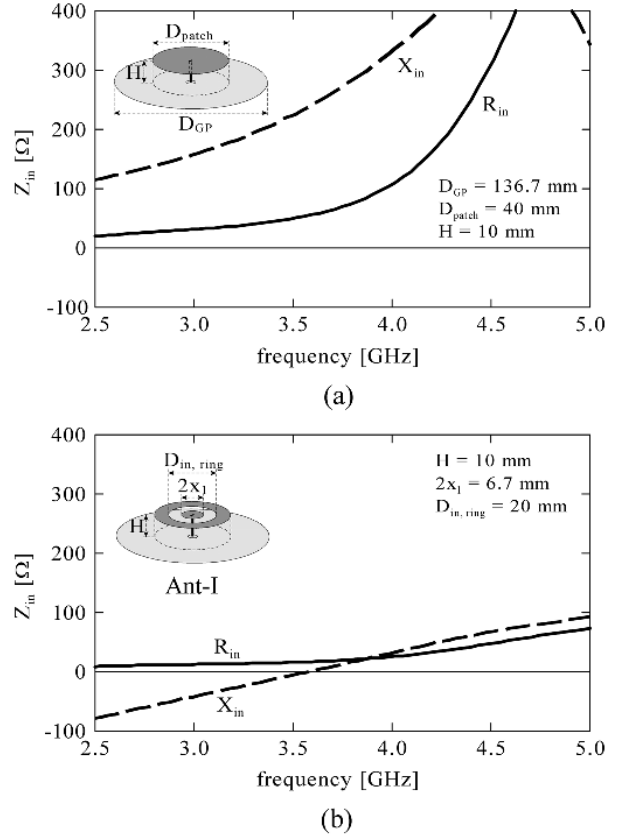 400
300
200
100
0
-100
Z_in [Ω]
D_patch
H
D_GP
X_in
R_in
D_GP = 136.7 mm
D_patch = 40 mm
H = 10 mm
2.5 3.0 3.5 4.0 4.5 5.0
frequency [GHz]
(a)
400
300
200
100
0
-100
Z_in [Ω]
D_in, ring
2x_1
H
Ant-I
H = 10 mm
2x_1 = 6.7 mm
D_in, ring = 20 mm
R_in
X_in
2.5 3.0 3.5 4.0 4.5 5.0
frequency [GHz]
(b)